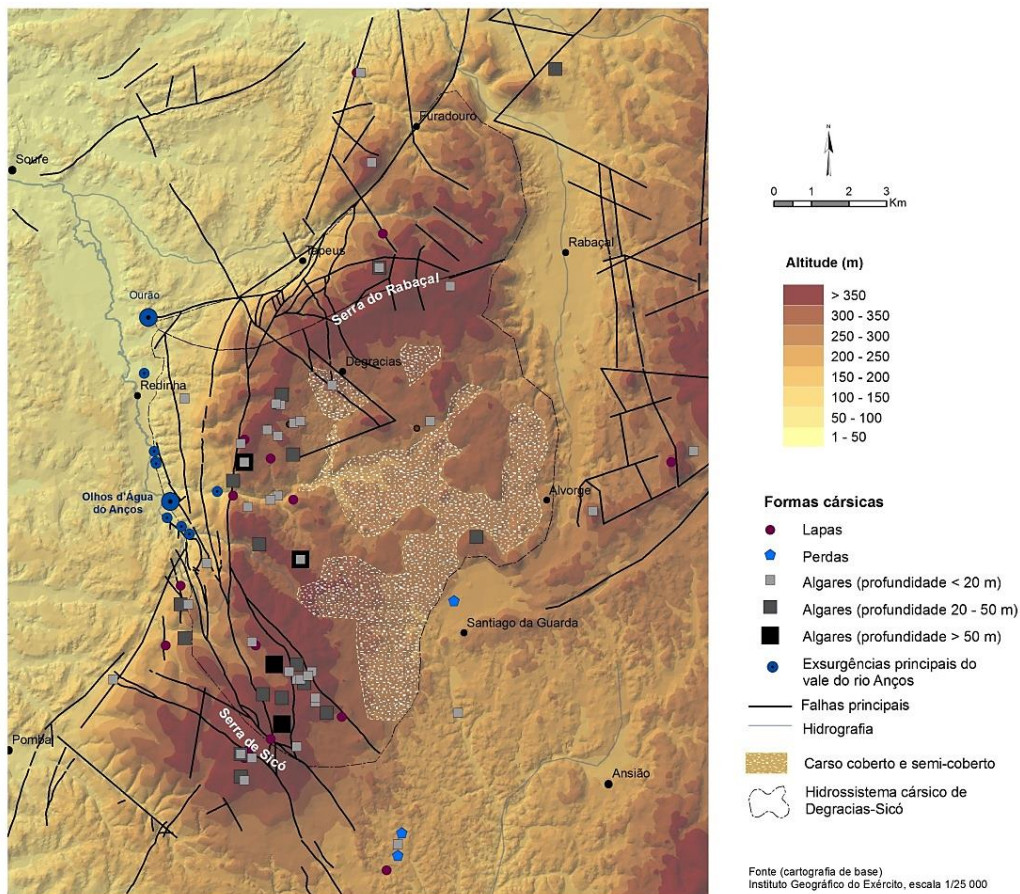 Furadouro
Soure
Rabaçal
Tapeus
Serra do Rabaçal
Ourão
Degracias
Redinha
Olhos d'Água
do Anços
Alvorge
Santiago da Guarda
Serra de Sicó
Pombal
Ansião
N
0 1 2 3
Km
Altitude (m)
> 350
300 - 350
250 - 300
200 - 250
150 - 200
100 - 150
50 - 100
1 - 50
Formas cársicas
Lapas
Perdas
Algares (profundidade < 20 m)
Algares (profundidade 20 - 50 m)
Algares (profundidade > 50 m)
Exsurgências principais do
vale do rio Anços
Falhas principais
Hidrografia
Carso coberto e semi-coberto
Hidrossistema cársico de
Degracias-Sicó
Fonte (cartografia de base)
Instituto Geográfico do Exército, escala 1/25 000